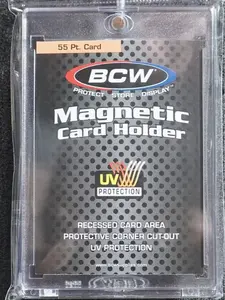 55 Pt. Card
BCW
PROTECT STORE DISPLAY
Magnetic
Card Holder
UV
PROTECTION
RECESSED CARD AREA
PROTECTIVE CORNER CUT-OUT
UV PROTECTION